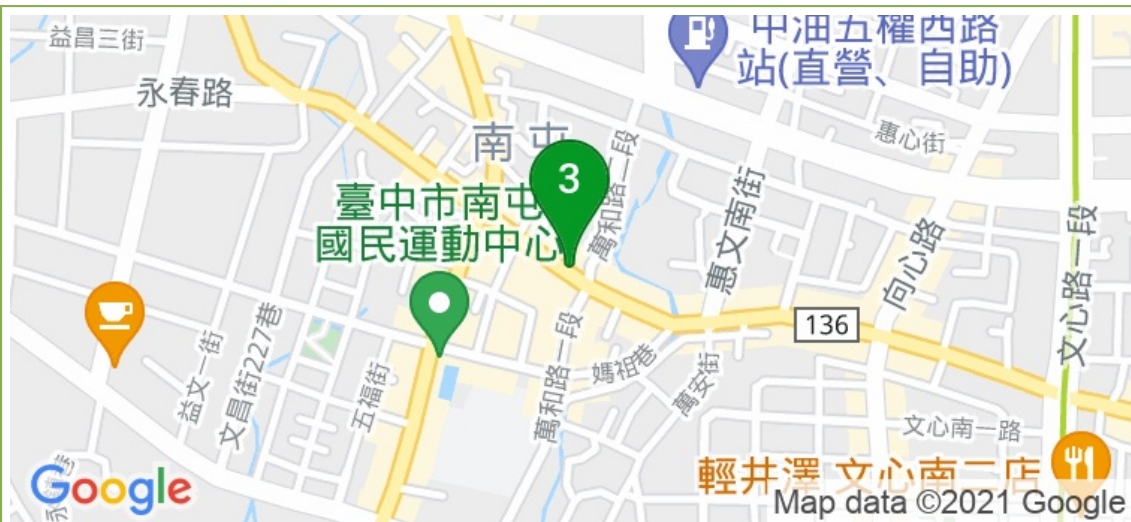 益昌三街
永春路
中油五權西路
站(直營、自助)
惠心街
南屯
3
臺中市南屯
國民運動中心
萬和路二段
惠文南街
向心路
文心路一段
136
益文一街
文昌街227巷
五福街
萬和路一段
媽祖巷
萬安街
文心南一路
輕井澤 文心南二店
Google
Map data ©2021 Google